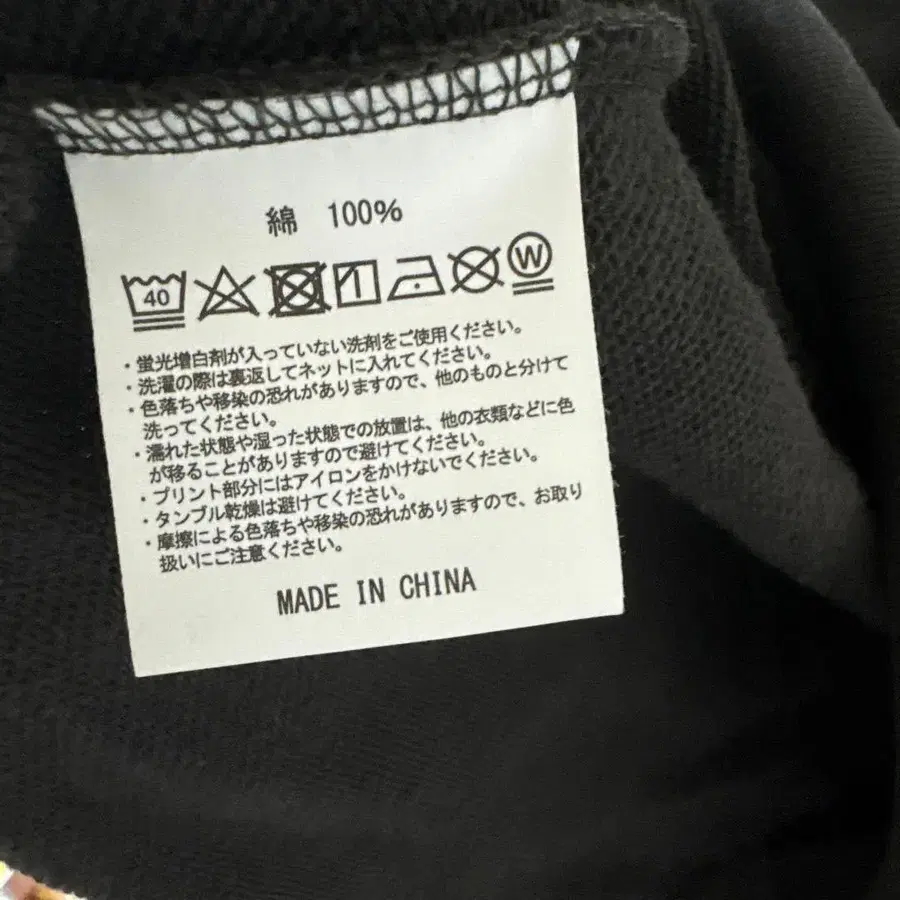 綿 100%
40 W
・蛍光増白剤が入っていない洗剤をご使用ください。
・洗濯の際は裏返してネットに入れてください。
・色落ちや移染の恐れがありますので、他のものと分けて
洗ってください。
・濡れた状態や湿った状態での放置は、他の衣類などに色
が移ることがありますので避けてください。
・プリント部分にはアイロンをかけないでください。
・タンブル乾燥は避けてください。
・摩擦による色落ちや移染の恐れがありますので、お取り
扱いにご注意ください。
MADE IN CHINA